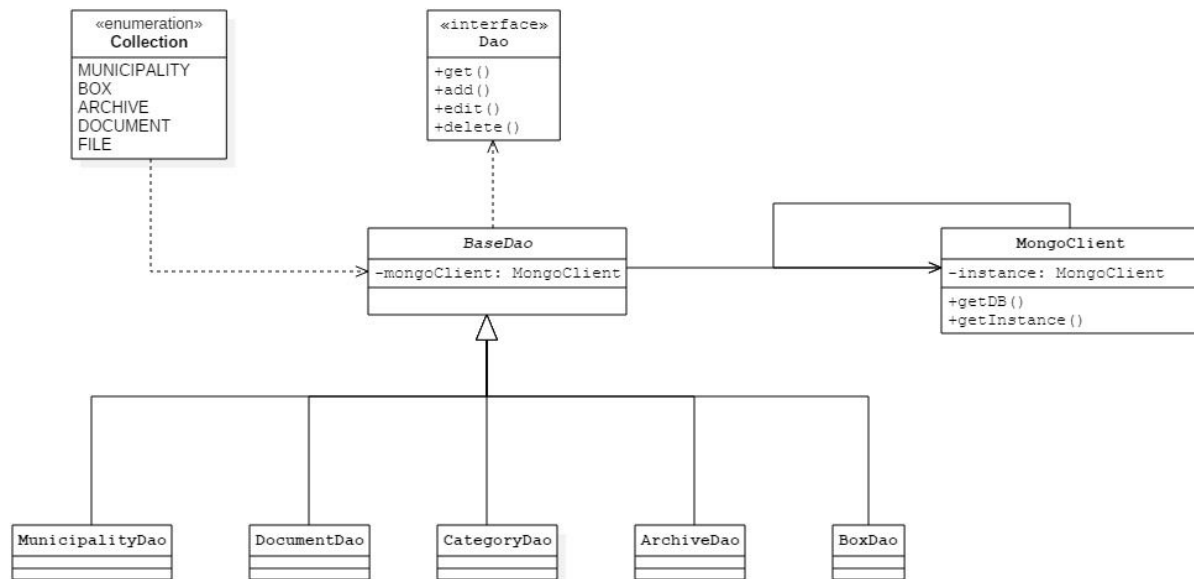 «enumeration»
Collection
MUNICIPALITY
BOX
ARCHIVE
DOCUMENT
FILE
«interface»
Dao
+get()
+add()
+edit()
+delete()
BaseDao
-mongoClient: MongoClient
MongoClient
-instance: MongoClient
+getDB()
+getInstance()
MunicipalityDao
DocumentDao
CategoryDao
ArchiveDao
BoxDao